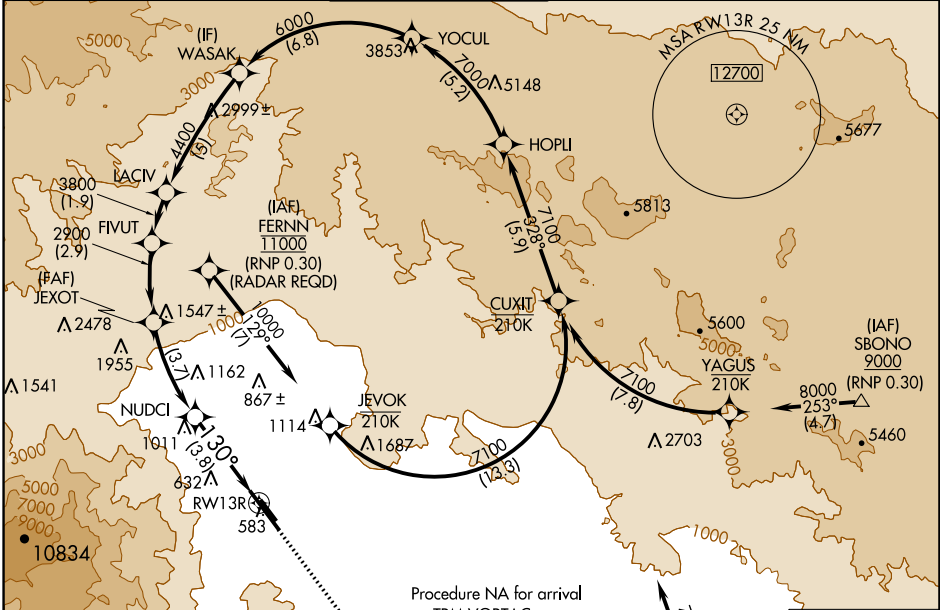 5000
6000
(6.8)
(IF)
WASAK
YOCUL
3853
3000
2999±
7000
(5.2)
5148
MSA RW13R 25 NM
12700
5677
4400
(5)
HOPLI
LACIV
3800
(1.9)
FIVUT
2900
(2.9)
(FAF)
JEXOT
(IAF)
FERNN
11000
(RNP 0.30)
(RADAR REQD)
7100
328°
(5.9)
5813
CUXIT
210K
1547±
2478
1955
1000
10000
129°
(7)
5600
5000
(IAF)
SBONO
9000
(RNP 0.30)
YAGUS
210K
7100
(7.8)
8000
253°
(4.7)
(3.7)
1162
867±
1541
NUDCI
1011
JEVOK
210K
1114
1687
7100
(13.3)
2703
5460
3000
130°
(3.8)
632
RW13R
583
3000
5000
7000
9000
10834
1000
Procedure NA for arrival